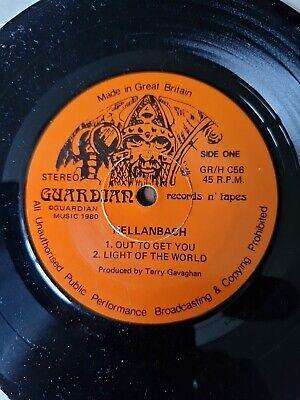 Made in Great Britain
STEREO
SIDE ONE
GR/H C56
45 R.P.M.
GUARDIAN records n' tapes
©GUARDIAN
MUSIC 1980
HELLANBACH
1. OUT TO GET YOU
2. LIGHT OF THE WORLD
Produced by Terry Gavaghan
All Unauthorised Public Performance Broadcasting & Copying Prohibited